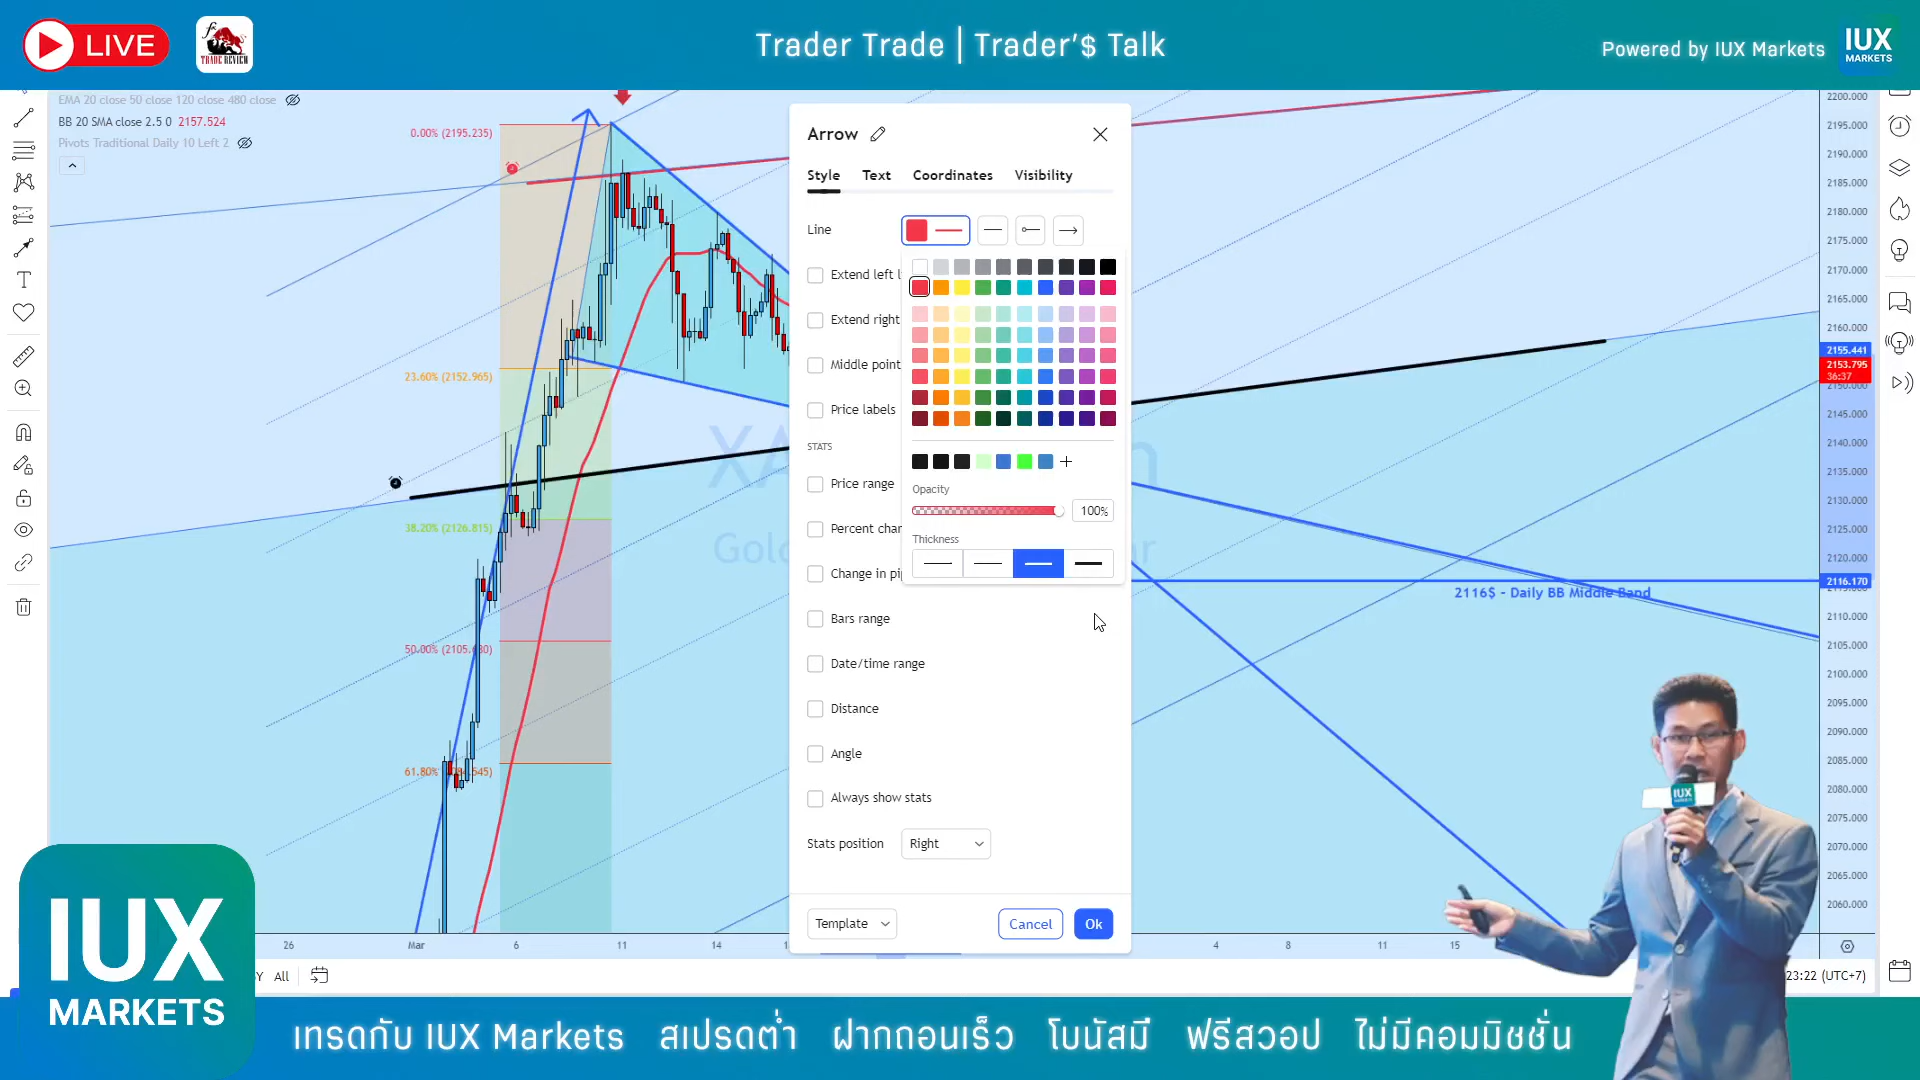 LIVE
TRADE REVIEW
Trader Trade | Trader'$ Talk
Powered by IUX Markets
IUX
MARKETS
EMA 20 close 50 close 120 close 480 close
BB 20 SMA close 2.5 0 2157.524
Pivots Traditional Daily 10 Left 2
0.00% (2195.235)
23.60% (2152.965)
38.20% (2126.815)
Arrow
Style Text Coordinates Visibility
Line
Extend left
Extend right
Middle point
Price labels
STATS
Price range
Percent
Change in
Bars range
Date/time range
Distance
Angle
Always show stats
Stats position Right
Opacity
100%
Thickness
Template
Cancel
Ok
2116$ - Daily BB Middle Band
2200.000
2195.000
2190.000
2185.000
2180.000
2175.000
2170.000
2165.000
2160.000
2155.441
2153.795
36:37
2150.000
2145.000
2140.000
2135.000
2130.000
2125.000
2120.000
2116.170
2110.000
2105.000
2100.000
2095.000
2090.000
2085.000
2080.000
2075.000
2070.000
2065.000
2060.000
26 Mar 6 11 14 4 8 11 15
All
23:22 (UTC+7)
IUX
MARKETS
IUX
MARKETS
เทรดกับ IUX Markets สเปรดต่ำ ฝากถอนเร็ว โบนัสมี ฟรีสวอป ไม่มีคอมมิชชั่น